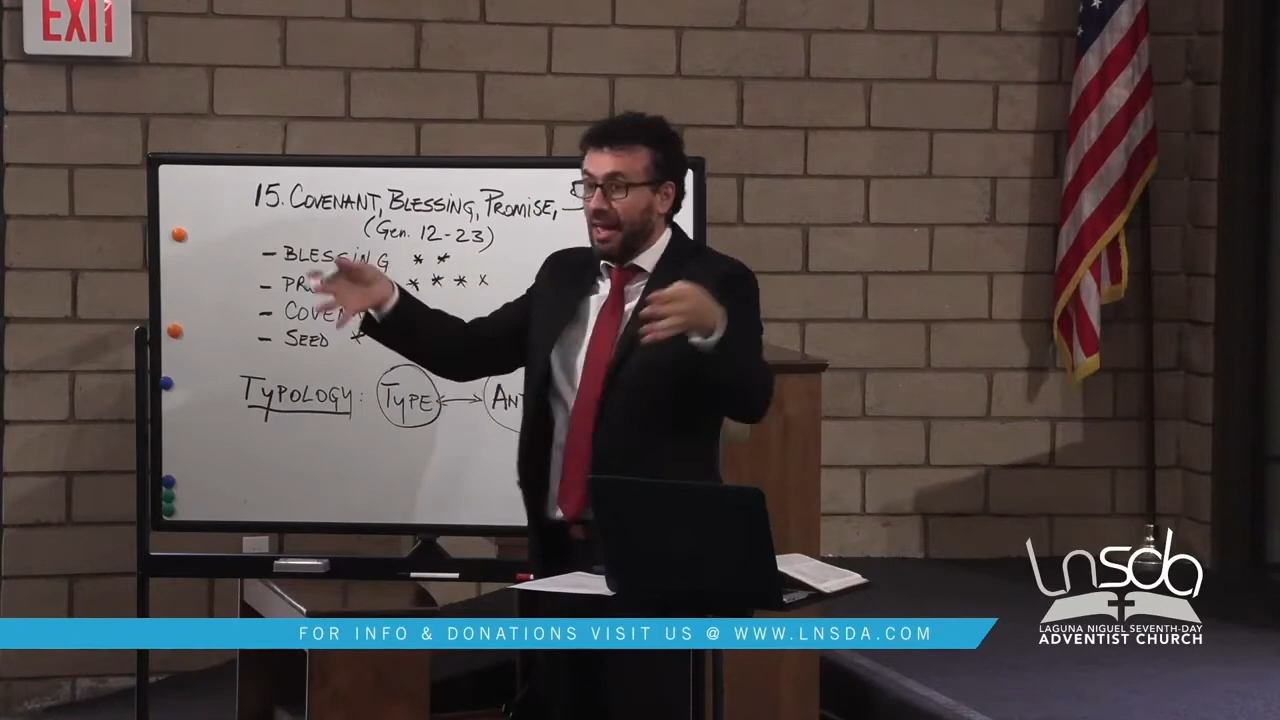 EXIT
15. COVENANT, BLESSING, PROMISE,
(Gen. 12-23)
- BLESSING * *
- * * * x
-
- SEED *
TYPOLOGY: TYPE ↔
FOR INFO & DONATIONS VISIT US @ WWW.LNSDA.COM
LNSDA
LAGUNA NIGUEL SEVENTH-DAY
ADVENTIST CHURCH